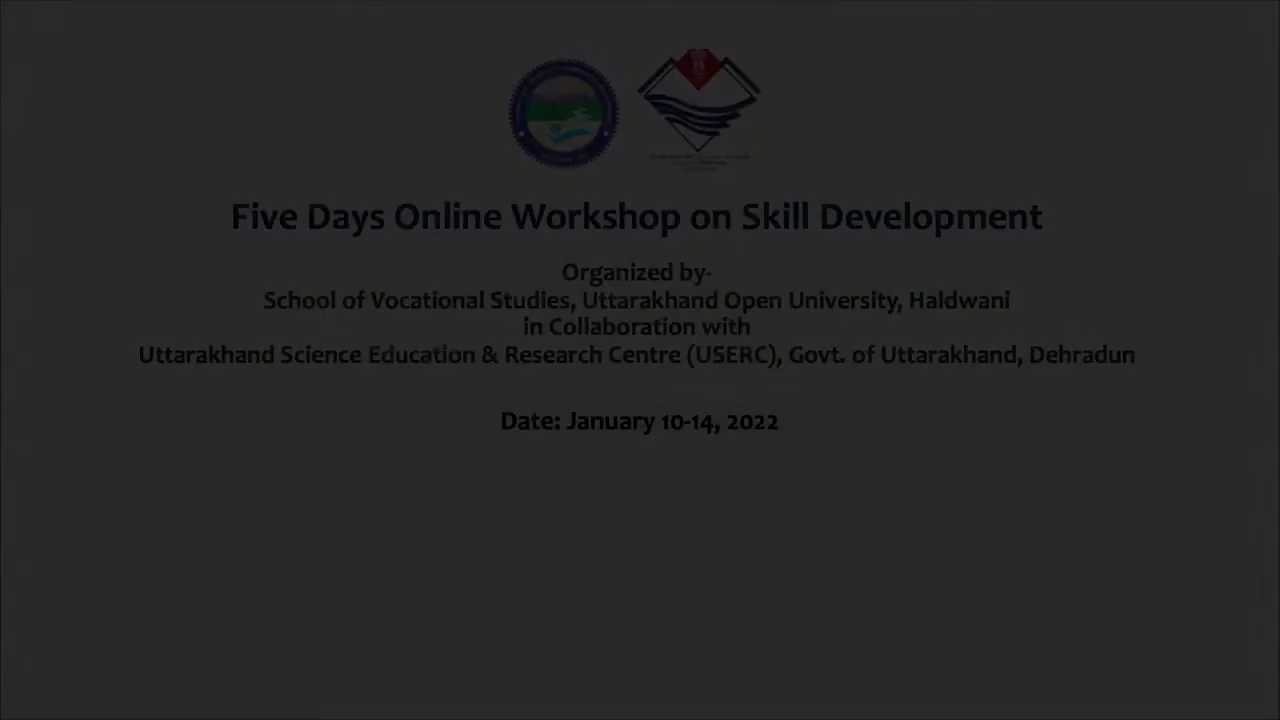 Five Days Online Workshop on Skill Development
Organized by-
School of Vocational Studies, Uttarakhand Open University, Haldwani
in Collaboration with
Uttarakhand Science Education & Research Centre (USERC), Govt. of Uttarakhand, Dehradun
Date: January 10-14, 2022